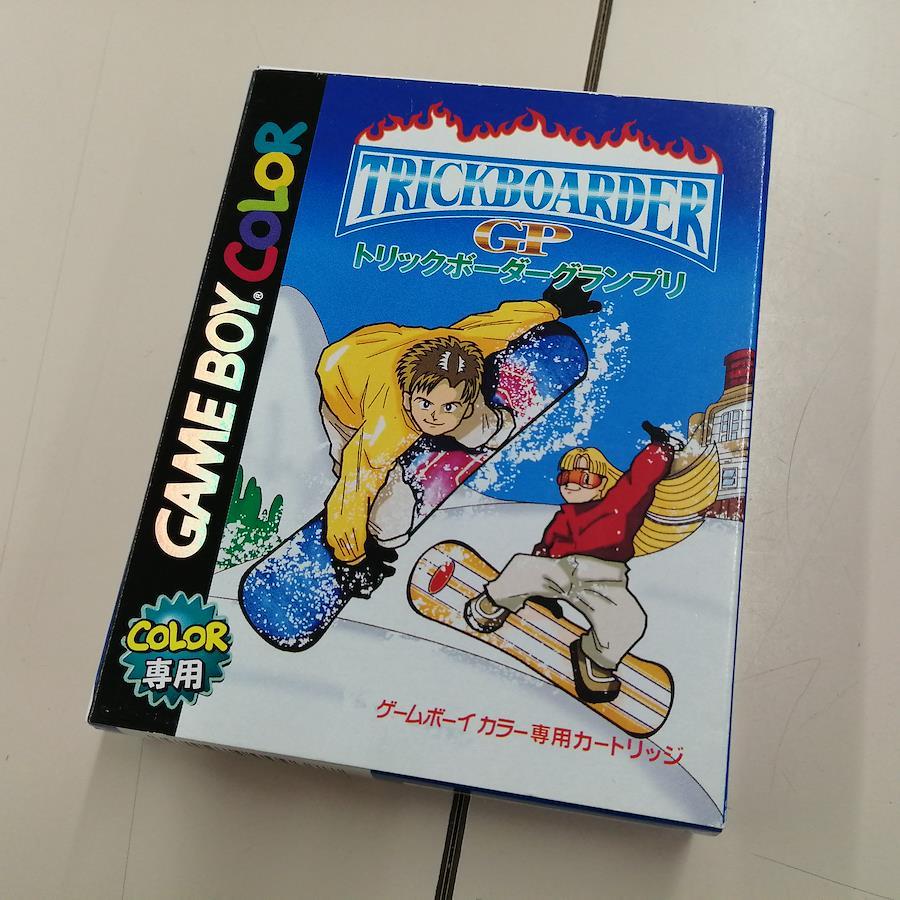 GAME BOY® COLOR
TRICKBOARDER
GP
トリックボーダーグランプリ
COLOR
専用
ゲームボーイ カラー専用カートリッジ